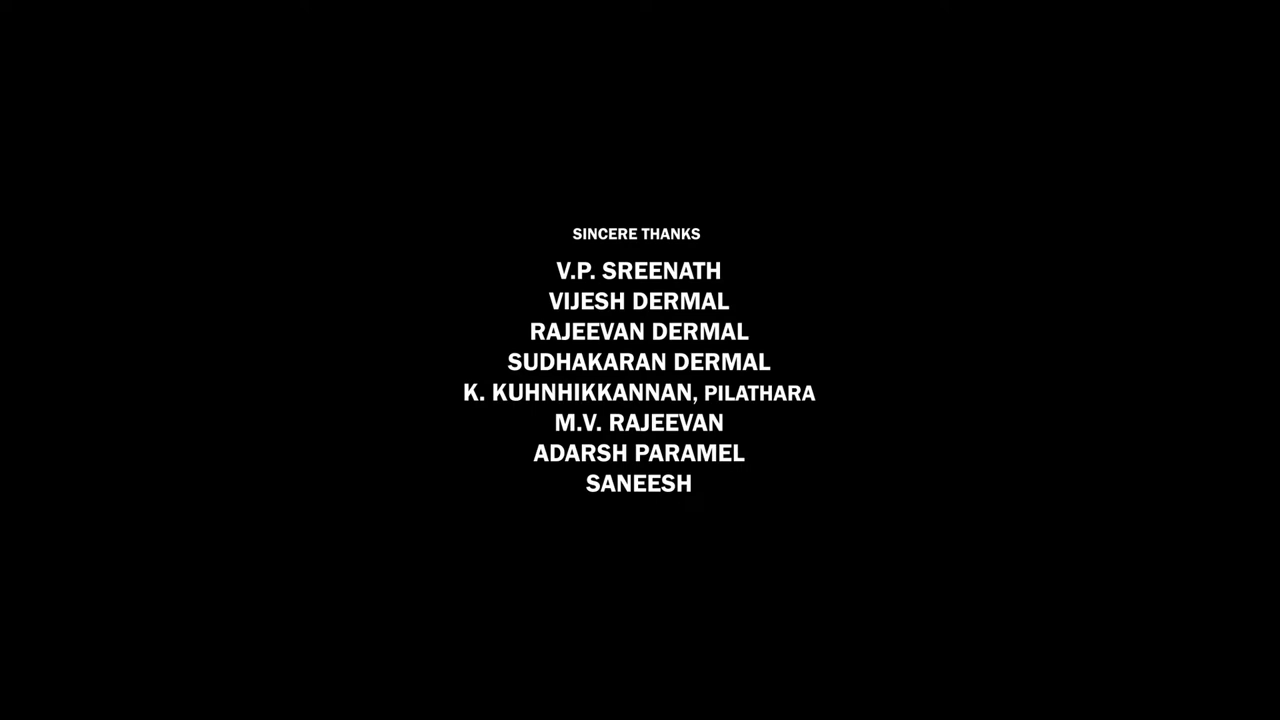 SINCERE THANKS
V.P. SREENATH
VIJESH DERMAL
RAJEEVAN DERMAL
SUDHAKARAN DERMAL
K. KUHNHIKKANNAN, PILATHARA
M.V. RAJEEVAN
ADARSH PARAMEL
SANEESH